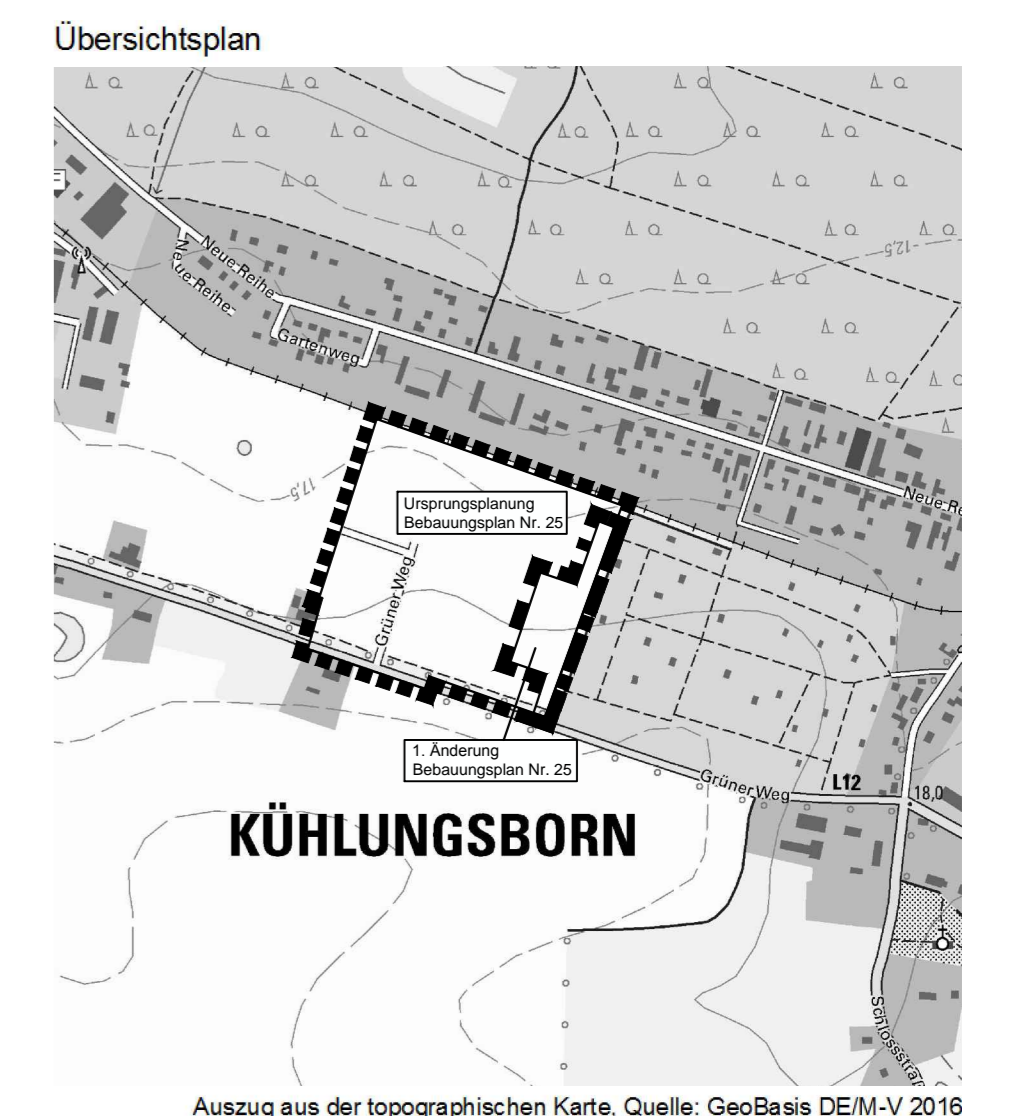 Übersichtsplan
12,5
Neue Reihe
Neue Reihe
Gartenweg
17,5
Ursprungsplanung
Bebauungsplan Nr. 25
Neue Re
Grüner Weg
1. Änderung
Bebauungsplan Nr. 25
Grüner Weg
L12
18,0
KÜHLUNGSBORN
Schlossstraß
Auszug aus der topographischen Karte, Quelle: GeoBasis DE/M-V 2016